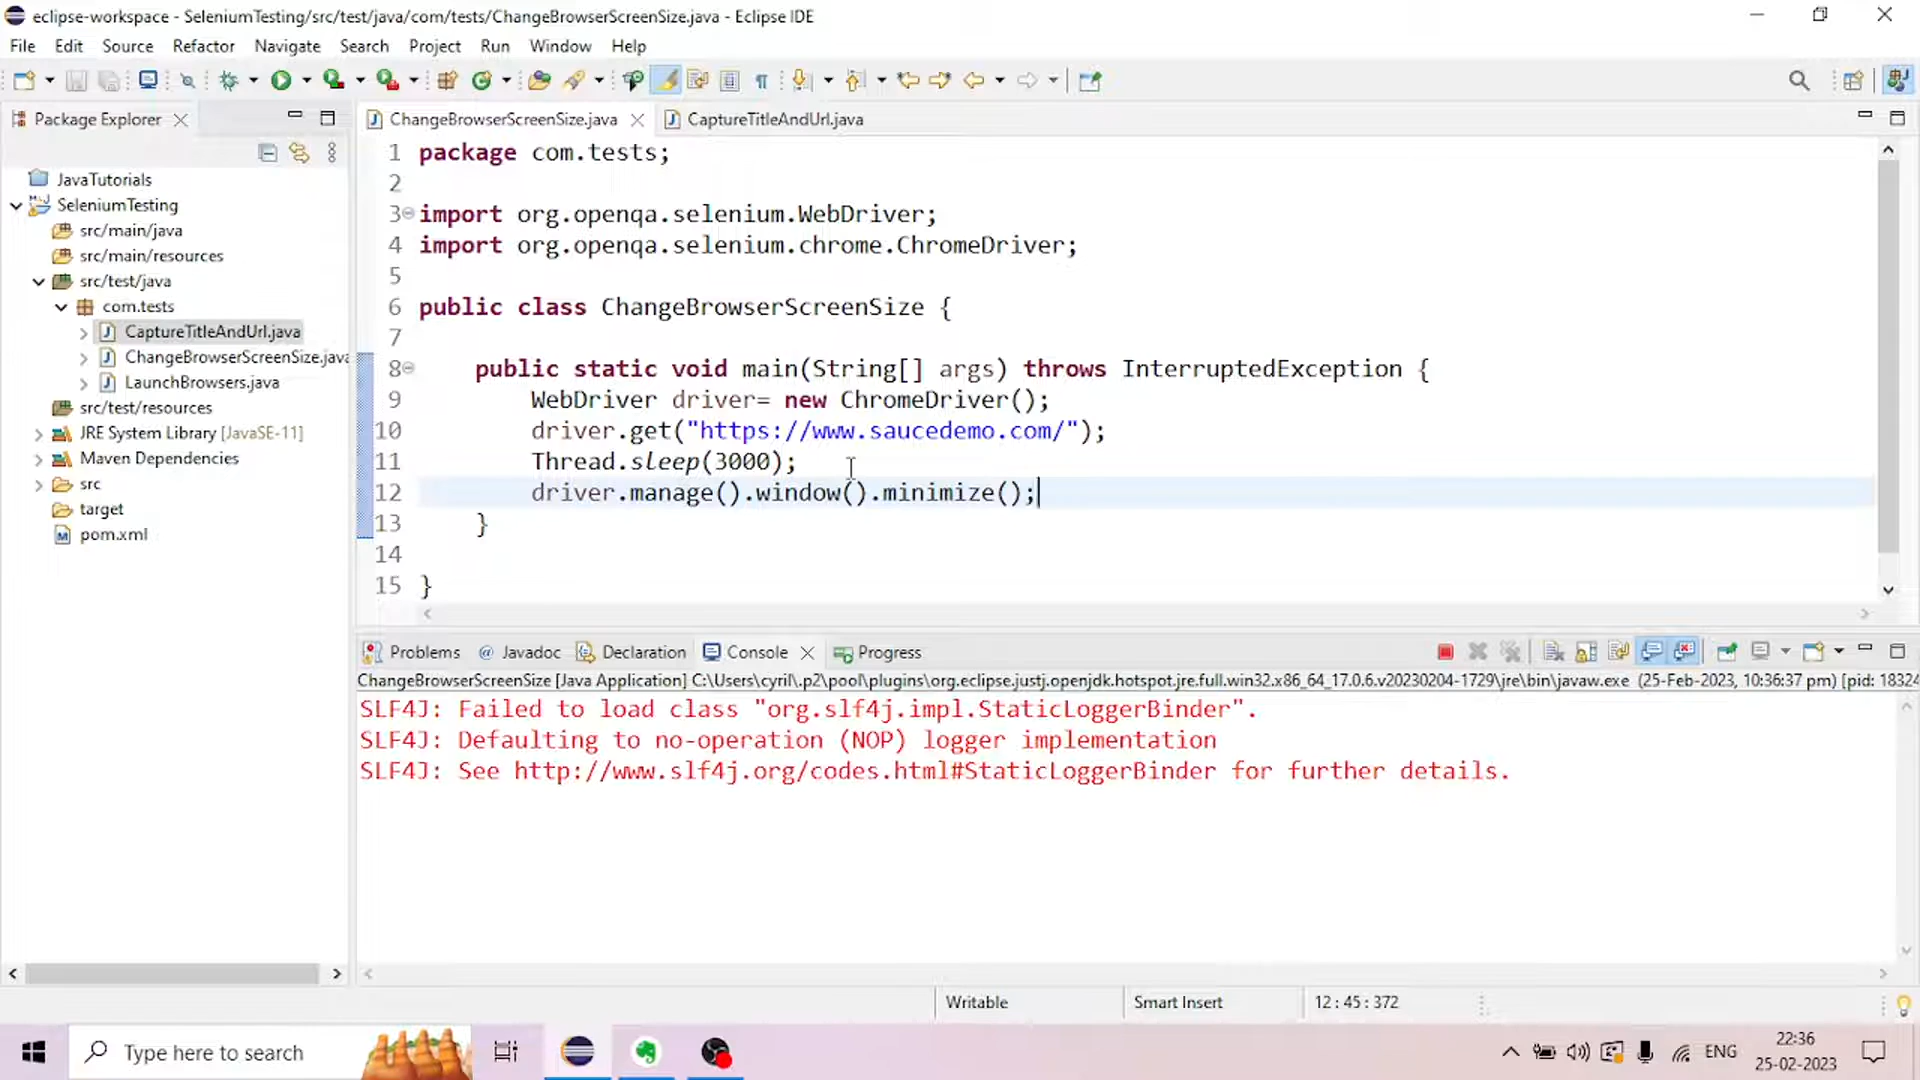 eclipse-workspace - SeleniumTesting/src/test/java/com/tests/ChangeBrowserScreenSize.java - Eclipse IDE
File Edit Source Refactor Navigate Search Project Run Window Help
Package Explorer
JavaTutorials
SeleniumTesting
src/main/java
src/main/resources
src/test/java
com.tests
CaptureTitleAndUrl.java
ChangeBrowserScreenSize.java
LaunchBrowsers.java
src/test/resources
JRE System Library [JavaSE-11]
Maven Dependencies
src
target
pom.xml
ChangeBrowserScreenSize.java CaptureTitleAndUrl.java
1 package com.tests;
2
3 import org.openqa.selenium.WebDriver;
4 import org.openqa.selenium.chrome.ChromeDriver;
5
6 public class ChangeBrowserScreenSize {
7
8 public static void main(String[] args) throws InterruptedException {
9 WebDriver driver= new ChromeDriver();
10 driver.get("https://www.saucedemo.com/");
11 Thread.sleep(3000);
12 driver.manage().window().minimize();
13 }
14
15 }
Problems @ Javadoc Declaration Console Progress
ChangeBrowserScreenSize [Java Application] C:\Users\cyril\.p2\pool\plugins\org.eclipse.justj.openjdk.hotspot.jre.full.win32.x86_64_17.0.6.v20230204-1729\jre\bin\javaw.exe (25-Feb-2023, 10:36:37 pm) [pid: 18324
SLF4J: Failed to load class "org.slf4j.impl.StaticLoggerBinder".
SLF4J: Defaulting to no-operation (NOP) logger implementation
SLF4J: See http://www.slf4j.org/codes.html#StaticLoggerBinder for further details.
Writable Smart Insert 12 : 45 : 372
Type here to search
ENG
22:36
25-02-2023